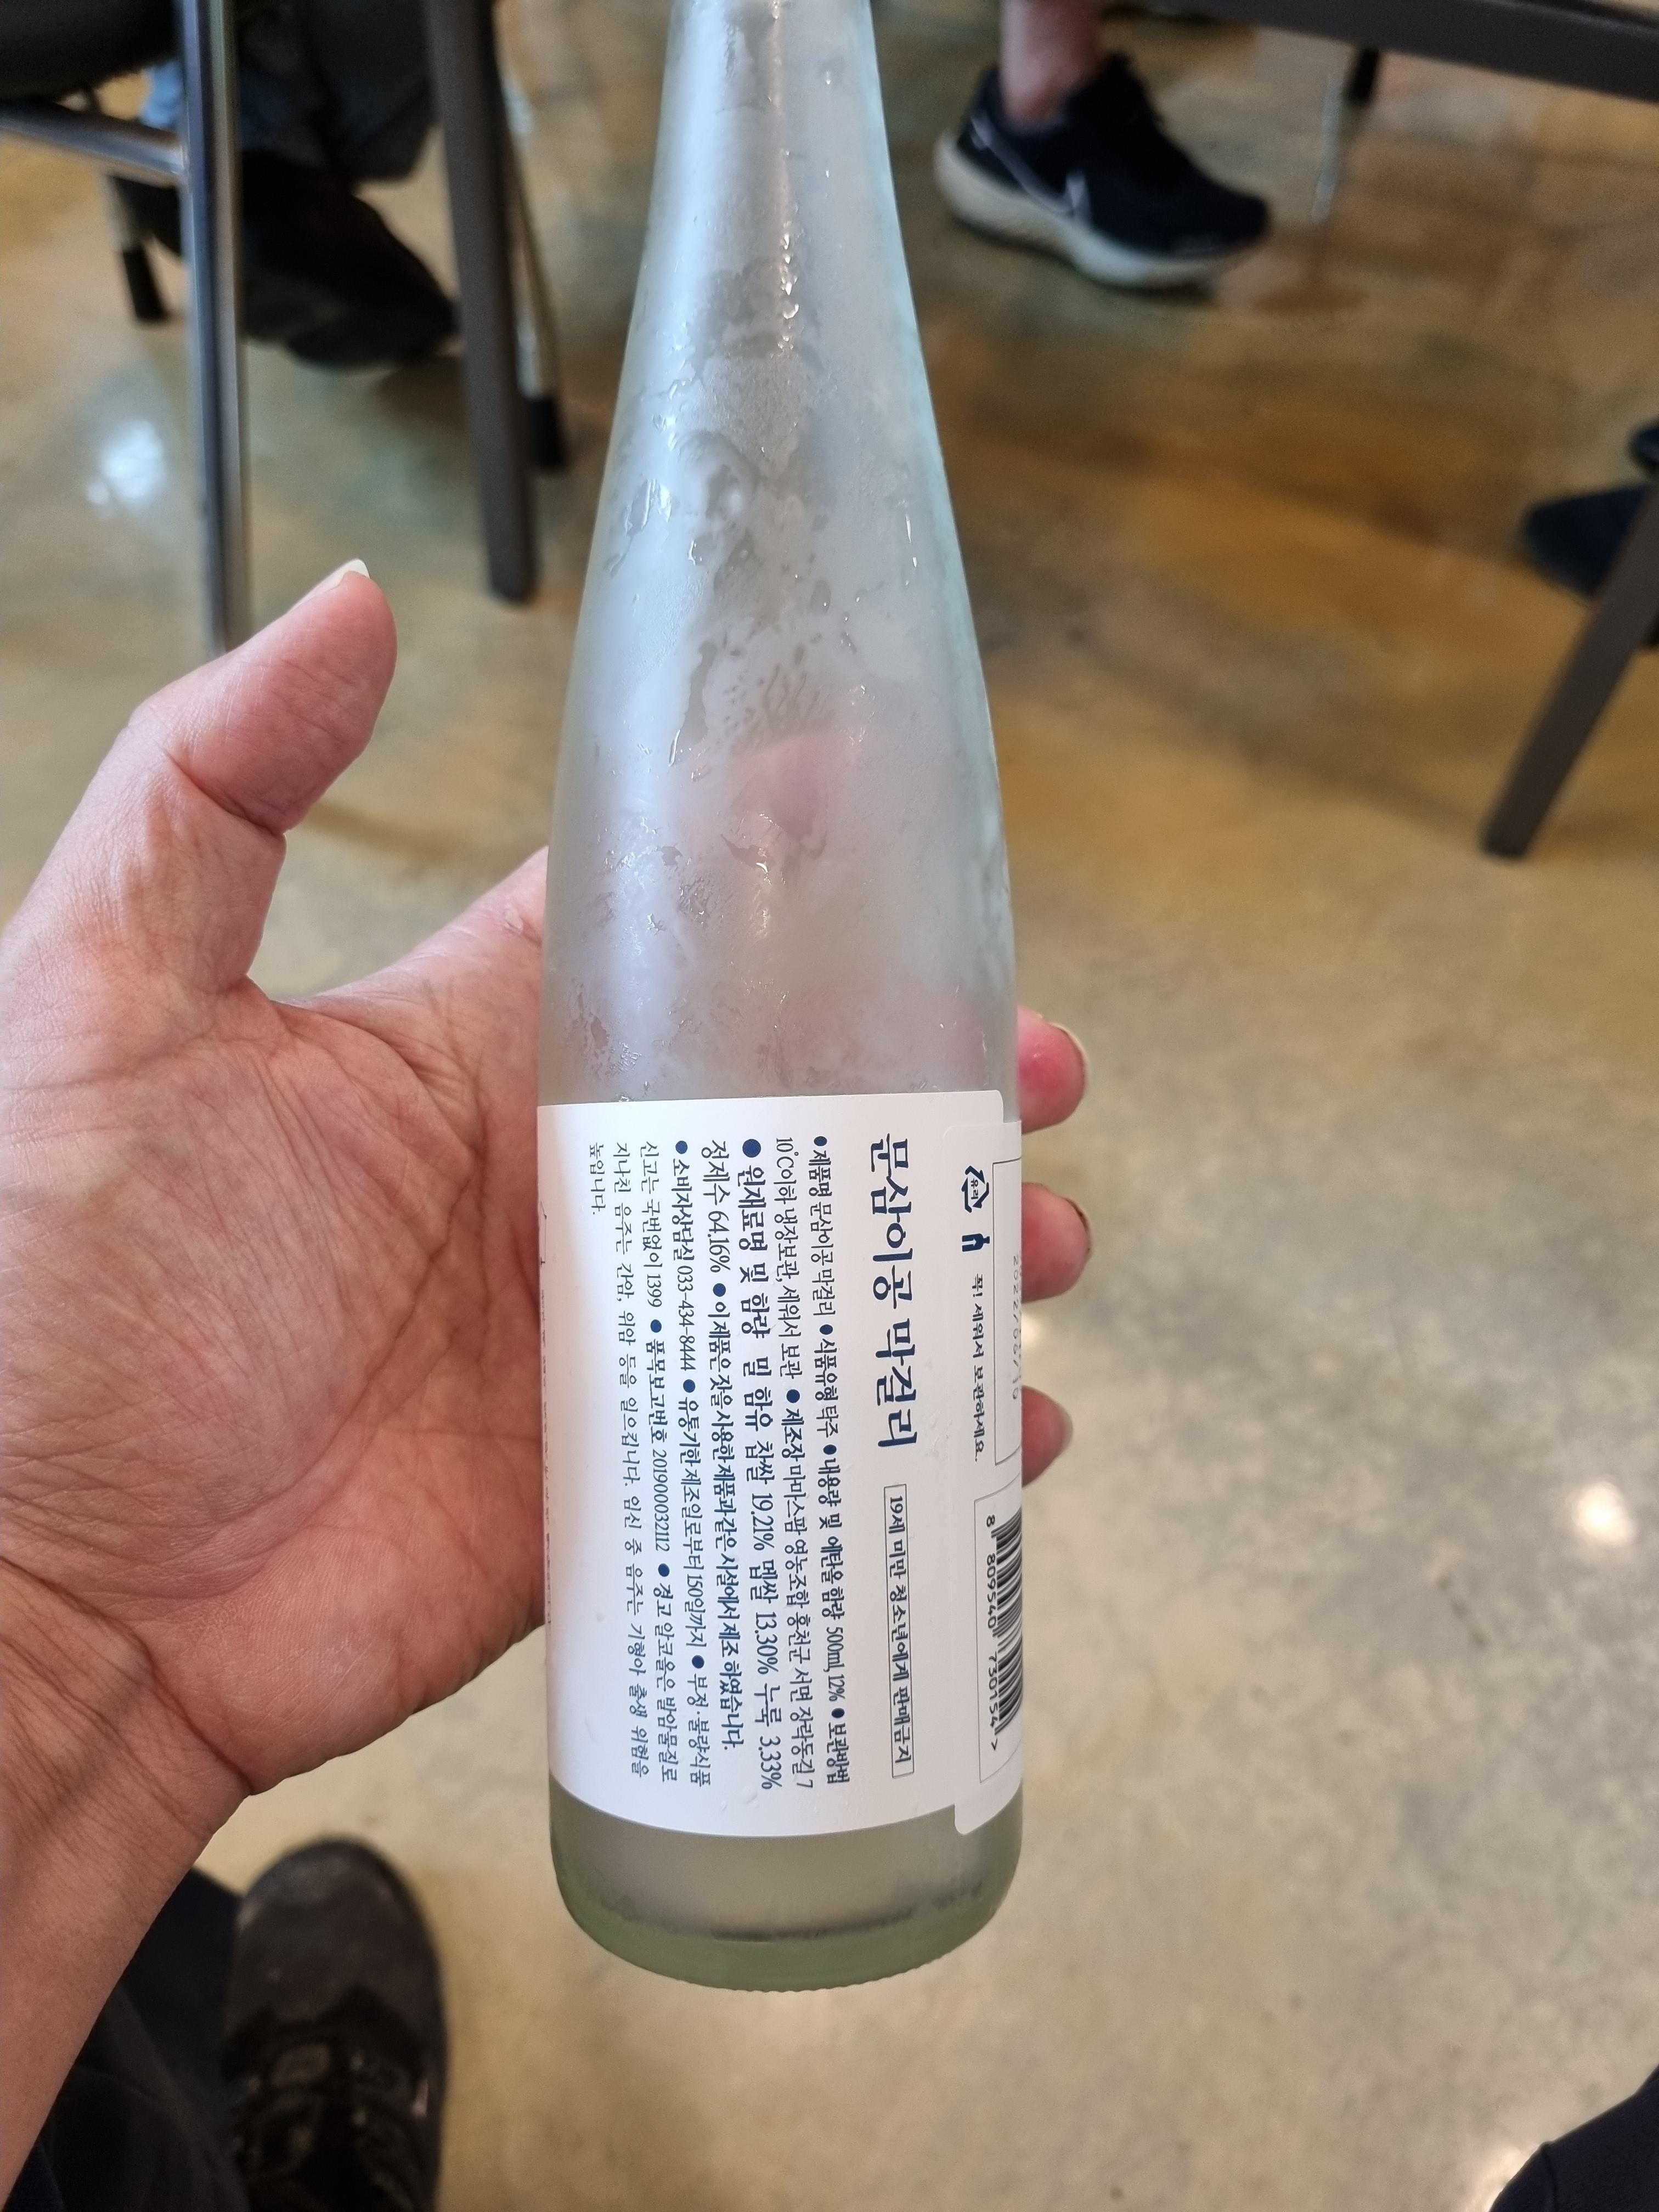 유리
꼭! 세워서 보관하세요.
8 809540 730154 >
문삼이공 막걸리
19세 미만 청소년에게 판매금지
● 제품명 문삼이공 막걸리 ● 식품유형 탁주 ● 내용량 및 에탄올 함량 500ml, 12% ● 보관방법
10℃이하 냉장보관, 세워서 보관 ● 제조장 마마스팜 영농조합 홍천군 서면 장락동길 7
● 원재료명 및 함량 밀 함유 찹쌀 19.21% 멥쌀 13.30% 누룩 3.33%
정제수 64.16% ● 이 제품은 잣을 사용한 제품과 같은 시설에서 제조 하였습니다.
● 소비자상담실 033-434-8444 ● 유통기한 제조일로부터 150일까지 ● 부정·불량식품
신고는 국번없이 1399 ● 품목보고번호 20190032112 ● 경고 알코올은 발암물질로
지나친 음주는 간암, 위암 등을 일으킵니다. 임신 중 음주는 기형아 출생 위험을
높입니다.